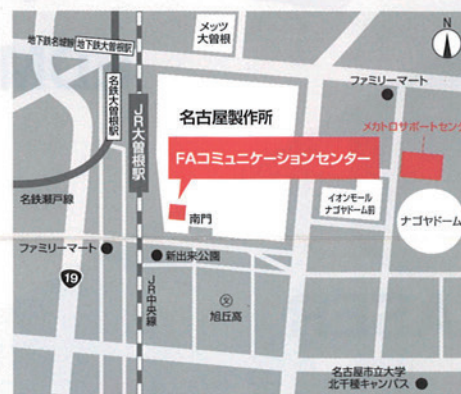 メッツ
大曽根
N
地下鉄名城線
地下鉄大曽根駅
名鉄大曽根駅
JR大曽根駅
ファミリーマート
名古屋製作所
メカトロサポートセンタ
FAコミュニケーションセンター
イオンモール
ナゴヤドーム前
ナゴヤドーム
名鉄瀬戸線
南門
ファミリーマート
新出来公園
19
JR中央線
文
旭丘高
名古屋市立大学
北千種キャンパス